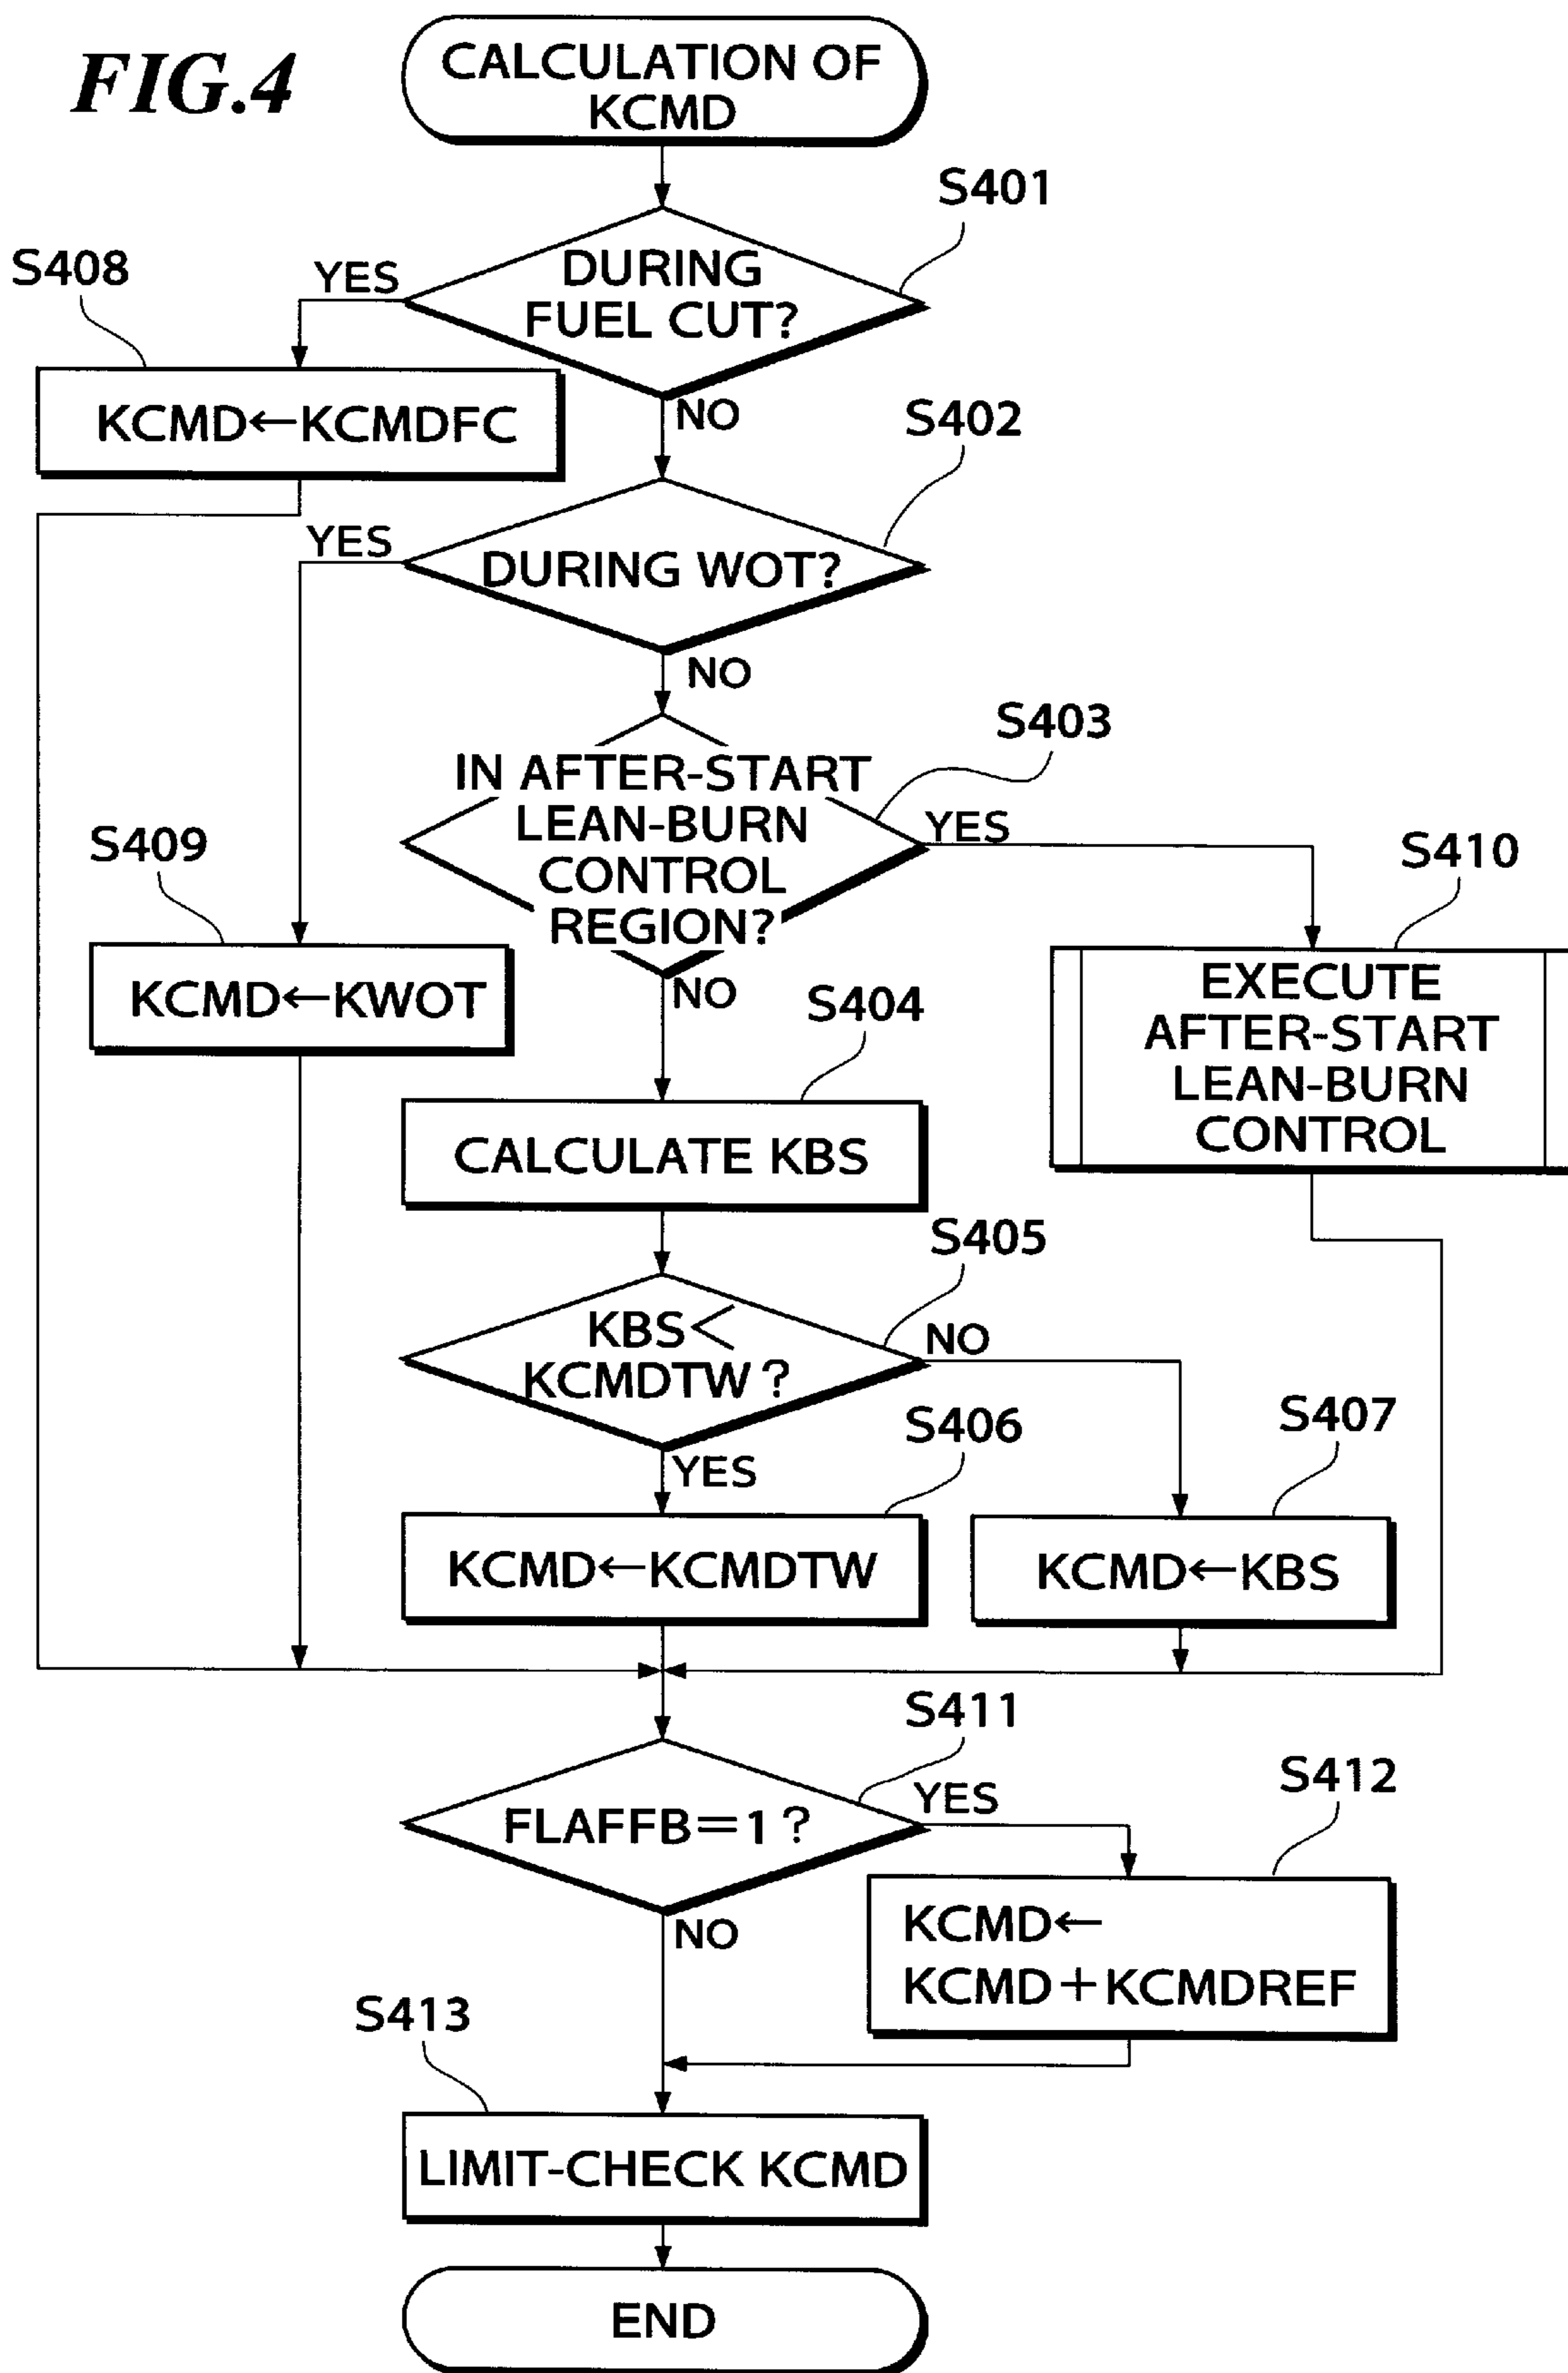 FIG.4
CALCULATION OF
KCMD
S401
DURING
FUEL CUT?
YES
S408
KCMD←KCMDFC
NO
S402
YES
DURING WOT?
NO
S403
IN AFTER-START
LEAN-BURN
CONTROL
REGION?
YES
S409
S410
KCMD←KWOT
NO
EXECUTE
AFTER-START
LEAN-BURN
CONTROL
S404
CALCULATE KBS
S405
KBS<
KCMDTW?
NO
S406
S407
YES
KCMD←KCMDTW
KCMD←KBS
S411
FLAFFB=1?
YES
S412
NO
KCMD←
KCMD+KCMDREF
S413
LIMIT-CHECK KCMD
END